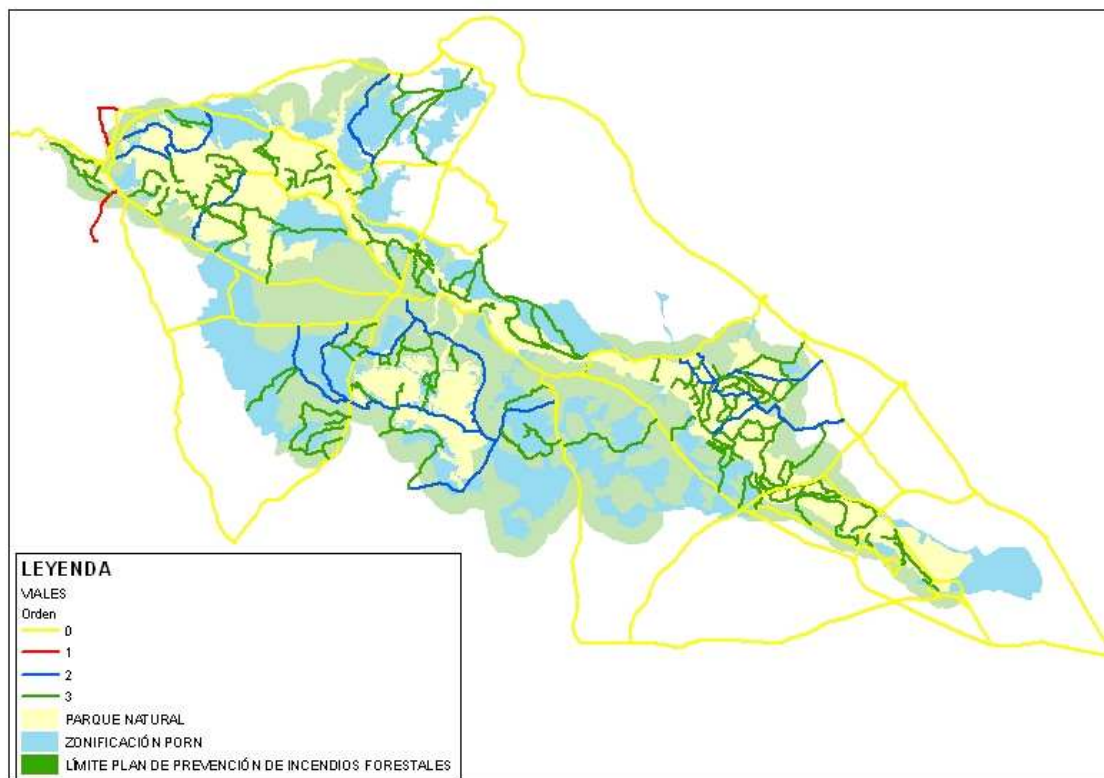 LEYENDA
VIALES
Orden
0
1
2
3
PARQUE NATURAL
ZONIFICACIÓN PORN
LÍMITE PLAN DE PREVENCIÓN DE INCENDIOS FORESTALES